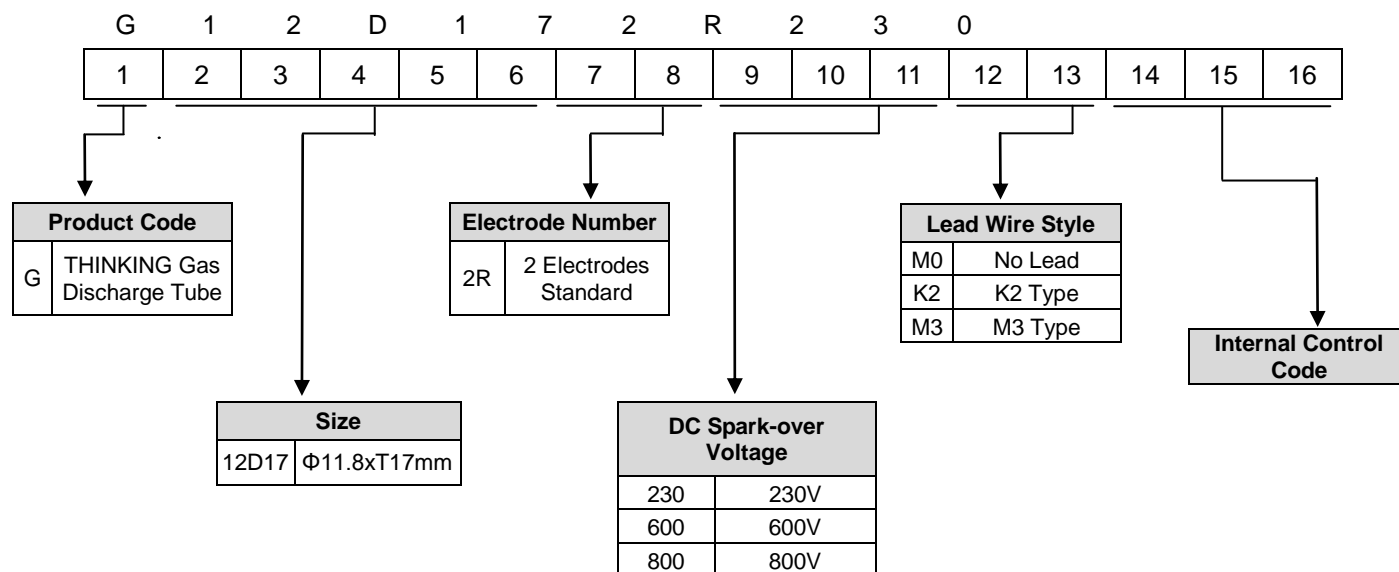 G 1 2 D 1 7 2 R 2 3 0
1 2 3 4 5 6 7 8 9 10 11 12 13 14 15 16
.
Product Code
G THINKING Gas
Discharge Tube
Electrode Number
2R 2 Electrodes
Standard
Lead Wire Style
M0 No Lead
K2 K2 Type
M3 M3 Type
Internal Control
Code
Size
12D17 Φ11.8xT17mm
DC Spark-over
Voltage
230 230V
600 600V
800 800V